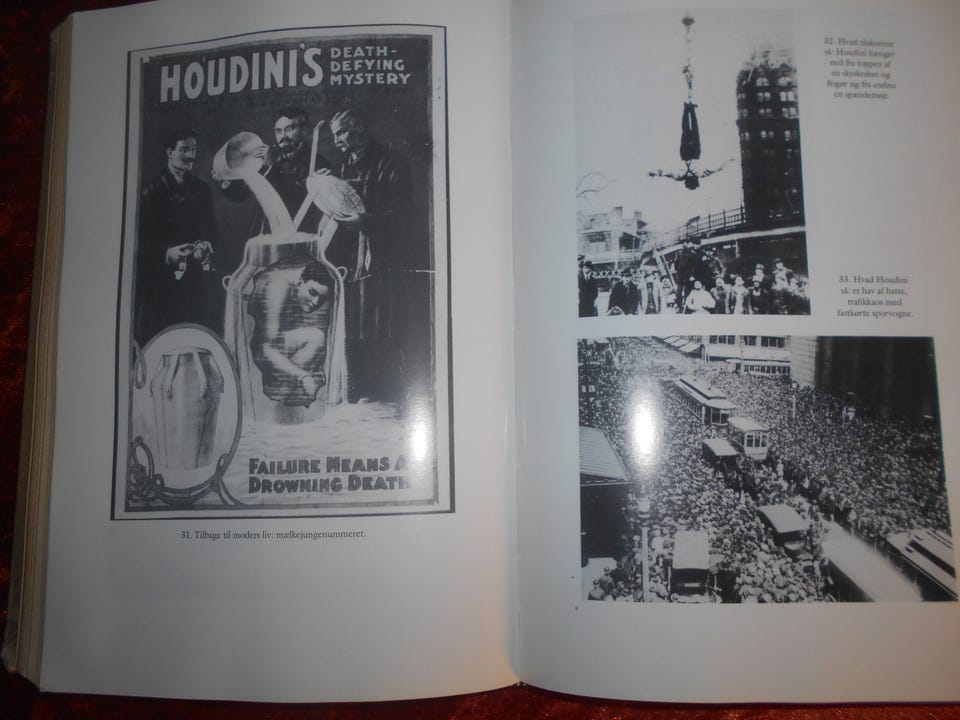 HOUDINI'S
DEATH-
DEFYING
MYSTERY
FAILURE MEANS A
DROWNING DEATH
31. Tilbage til moders liv: mælkejungenummeret.
32. Hvad tilskuerne
så: Houdini hænger
ned fra toppen af
en skyskraber og
frigør sig fra endnu
en spændetrøje.
33. Hvad Houdini
så: et hav af hatte,
trafikkaos med
fastkørte sporvogne.